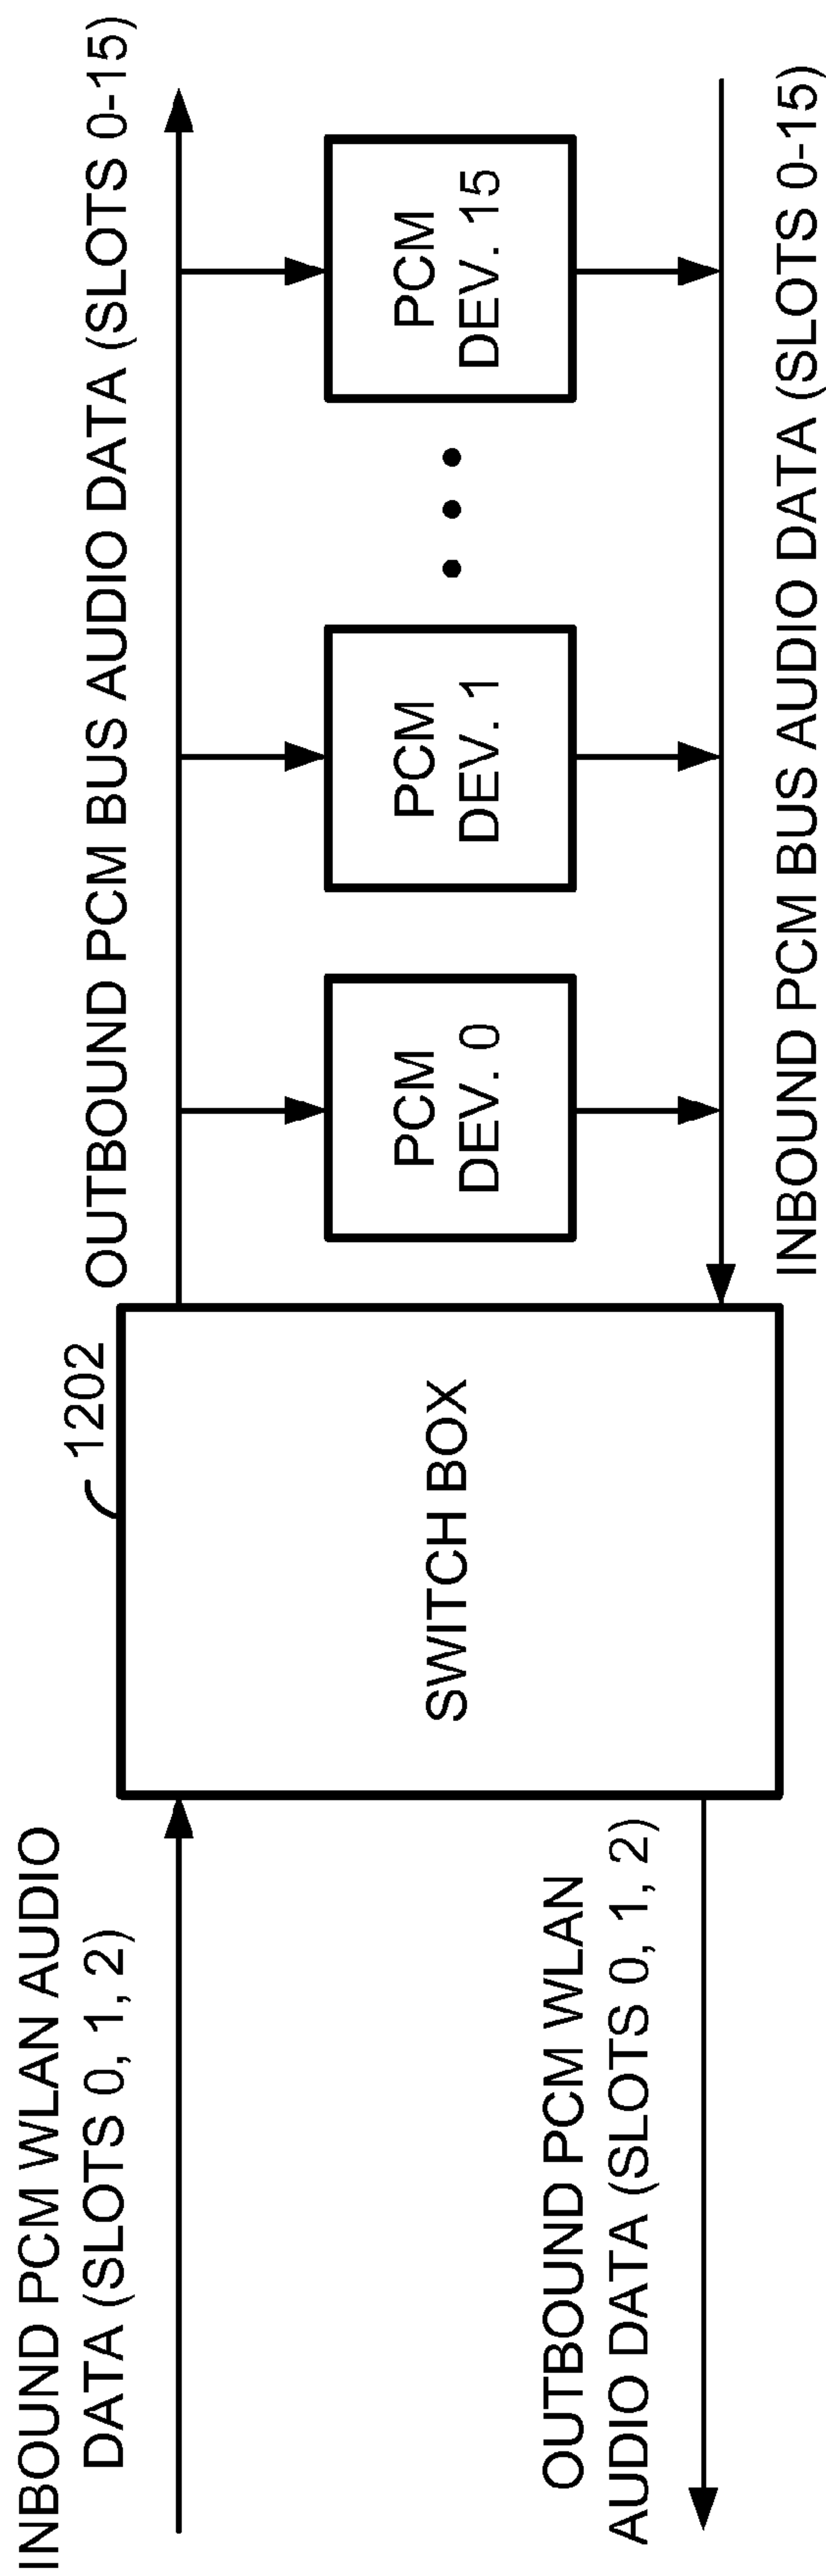 INBOUND PCM WLAN AUDIO
DATA (SLOTS 0, 1, 2)
OUTBOUND PCM WLAN
AUDIO DATA (SLOTS 0, 1, 2)
1202
SWITCH BOX
OUTBOUND PCM BUS AUDIO DATA (SLOTS 0-15)
PCM
DEV. 0
PCM
DEV. 1
PCM
DEV. 15
INBOUND PCM BUS AUDIO DATA (SLOTS 0-15)